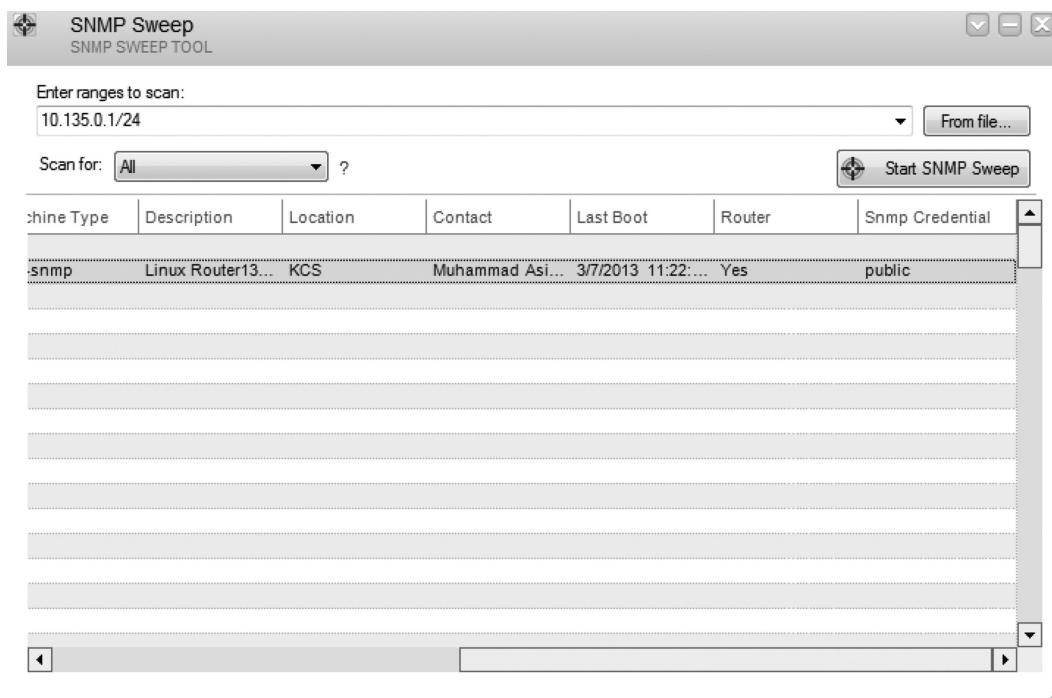 SNMP Sweep
SNMP SWEEP TOOL
Enter ranges to scan:
10.135.0.1/24
From file...
Scan for: All ?
Start SNMP Sweep
chine Type Description Location Contact Last Boot Router Snmp Credential
-snmp Linux Router13... KCS Muhammad Asi... 3/7/2013 11:22:... Yes public